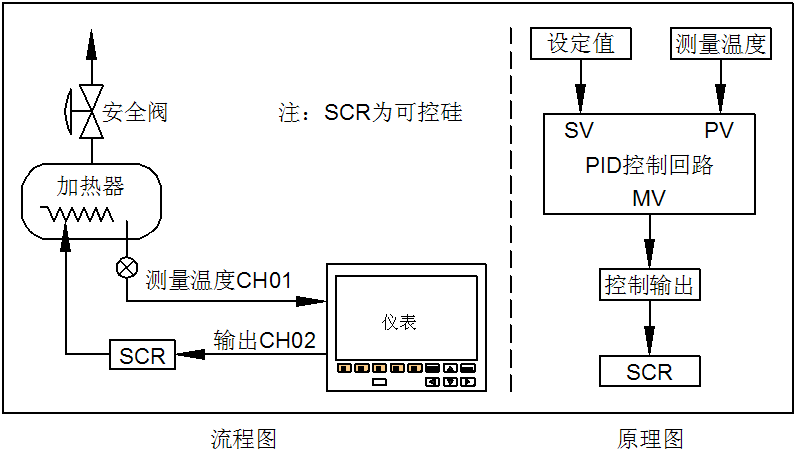 安全阀
注：SCR为可控硅
加热器
测量温度CH01
仪表
输出CH02
SCR
流程图
设定值
测量温度
SV
PV
PID控制回路
MV
控制输出
SCR
原理图